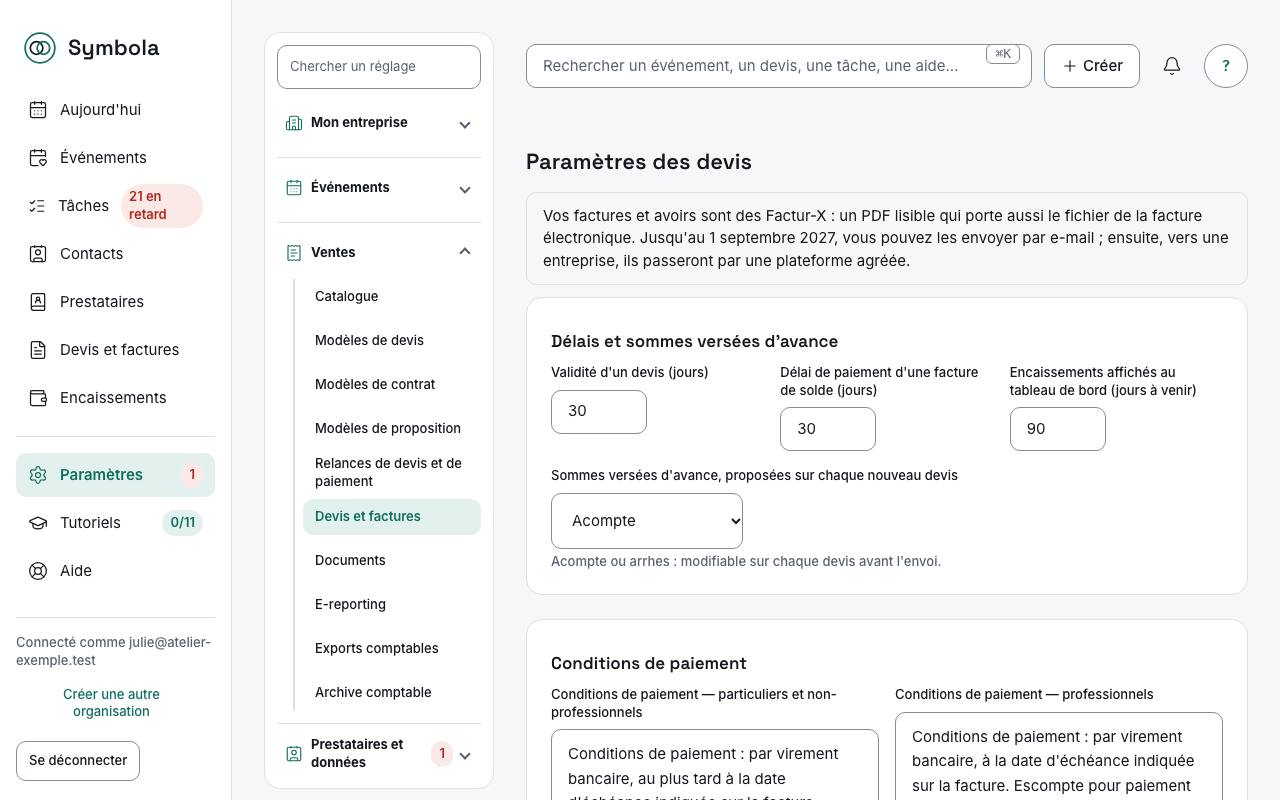 Symbola
Aujourd'hui
Événements
Tâches
21 en
retard
Contacts
Prestataires
Devis et factures
Encaissements
Paramètres
1
Tutoriels
0/11
Aide
Connecté comme julie@atelier-
exemple.test
Créer une autre
organisation
Se déconnecter
Chercher un réglage
Mon entreprise
Événements
Ventes
Catalogue
Modèles de devis
Modèles de contrat
Modèles de proposition
Relances de devis et de
paiement
Devis et factures
Documents
E-reporting
Exports comptables
Archive comptable
Prestataires et
données
1
Rechercher un événement, un devis, une tâche, une aide...
⌘K
Créer
?
Paramètres des devis
Vos factures et avoirs sont des Factur-X : un PDF lisible qui porte aussi le fichier de la facture
électronique. Jusqu'au 1 septembre 2027, vous pouvez les envoyer par e-mail ; ensuite, vers une
entreprise, ils passeront par une plateforme agréée.
Délais et sommes versées d'avance
Validité d'un devis (jours)
30
Délai de paiement d'une facture
de solde (jours)
30
Encaissements affichés au
tableau de bord (jours à venir)
90
Sommes versées d'avance, proposées sur chaque nouveau devis
Acompte
Acompte ou arrhes : modifiable sur chaque devis avant l'envoi.
Conditions de paiement
Conditions de paiement — particuliers et non-
professionnels
Conditions de paiement : par virement
bancaire, au plus tard à la date
d'échéance indiquée sur la facture.
Conditions de paiement — professionnels
Conditions de paiement : par virement
bancaire, à la date d'échéance indiquée
sur la facture. Escompte pour paiement